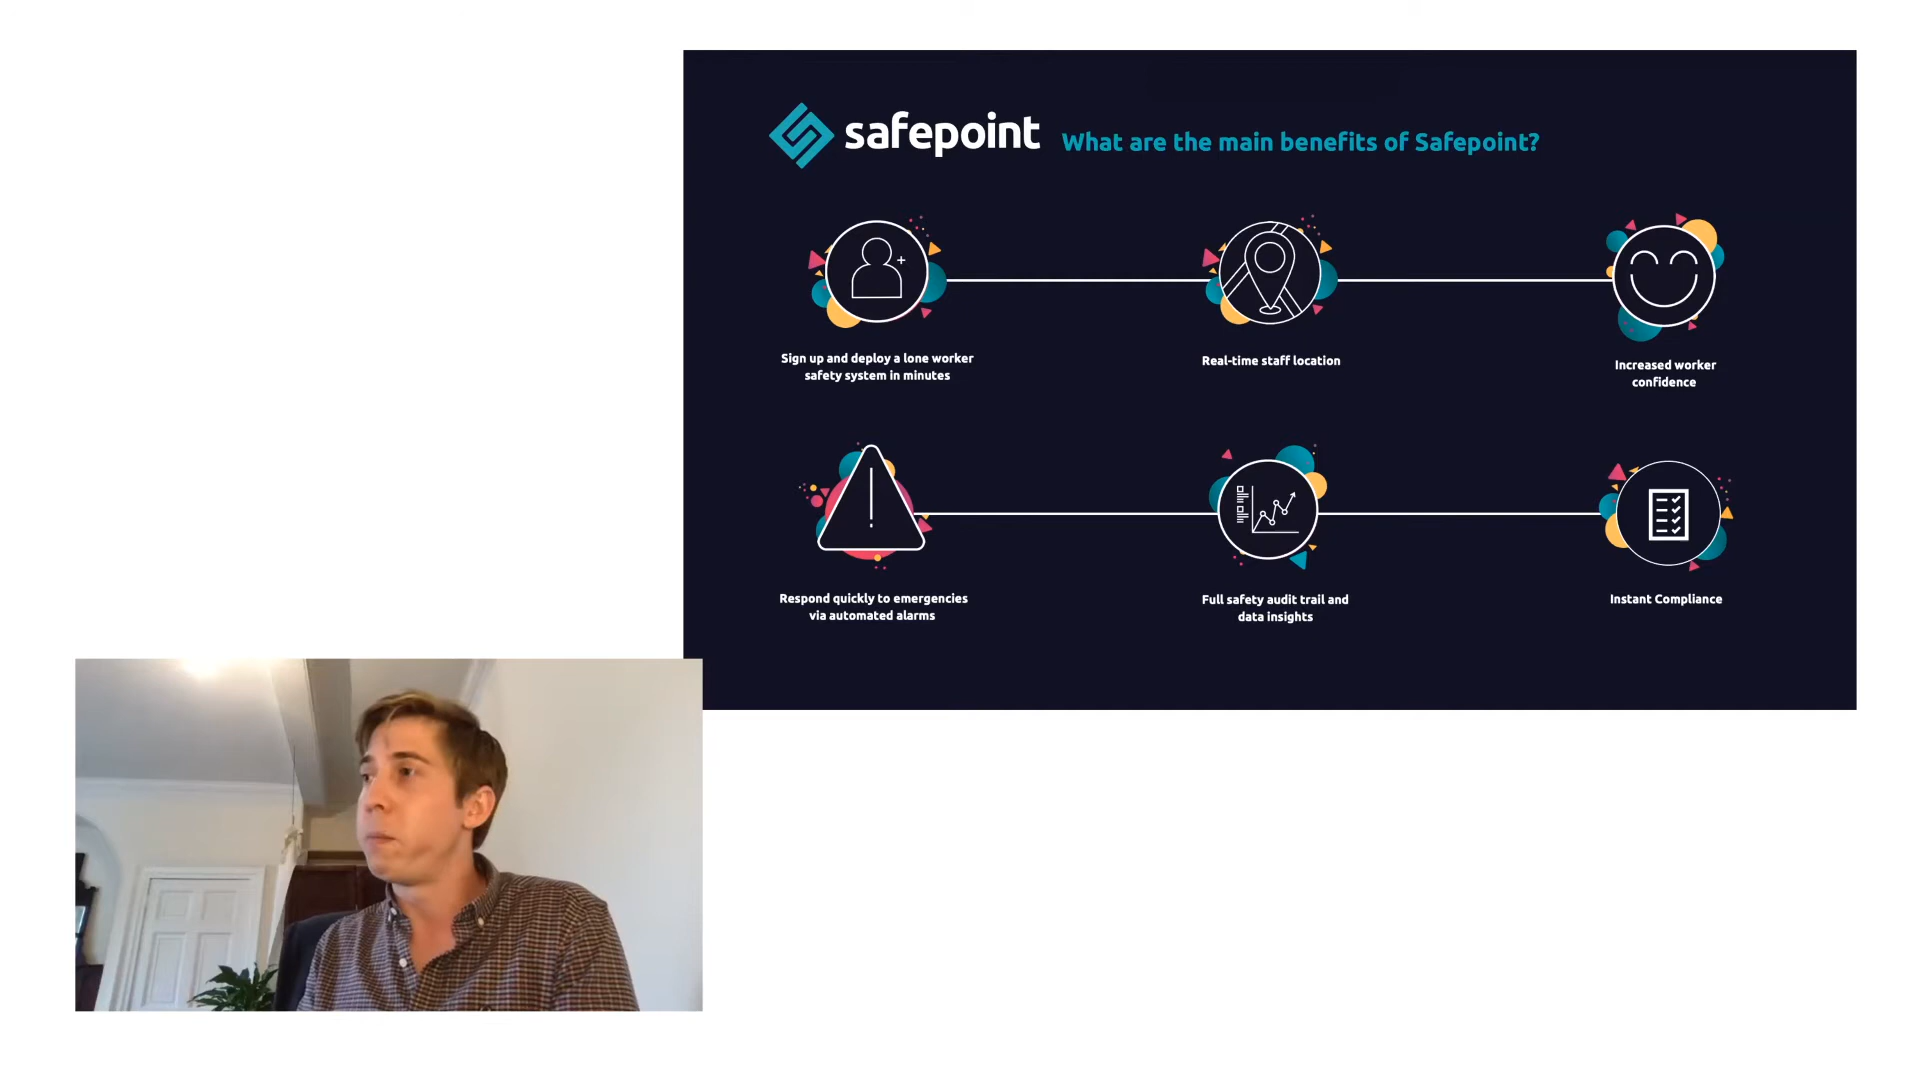 safepoint
What are the main benefits of Safepoint?
Sign up and deploy a lone worker
safety system in minutes
Real-time staff location
Increased worker
confidence
Respond quickly to emergencies
via automated alarms
Full safety audit trail and
data insights
Instant Compliance